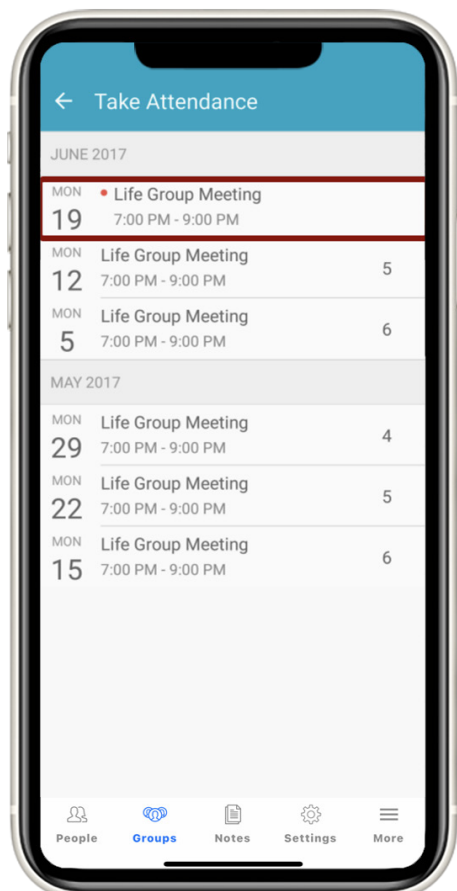 Take Attendance
JUNE 2017
MON
19
Life Group Meeting
7:00 PM - 9:00 PM
MON
12
Life Group Meeting
7:00 PM - 9:00 PM
5
MON
5
Life Group Meeting
7:00 PM - 9:00 PM
6
MAY 2017
MON
29
Life Group Meeting
7:00 PM - 9:00 PM
4
MON
22
Life Group Meeting
7:00 PM - 9:00 PM
5
MON
15
Life Group Meeting
7:00 PM - 9:00 PM
6
People Groups Notes Settings More